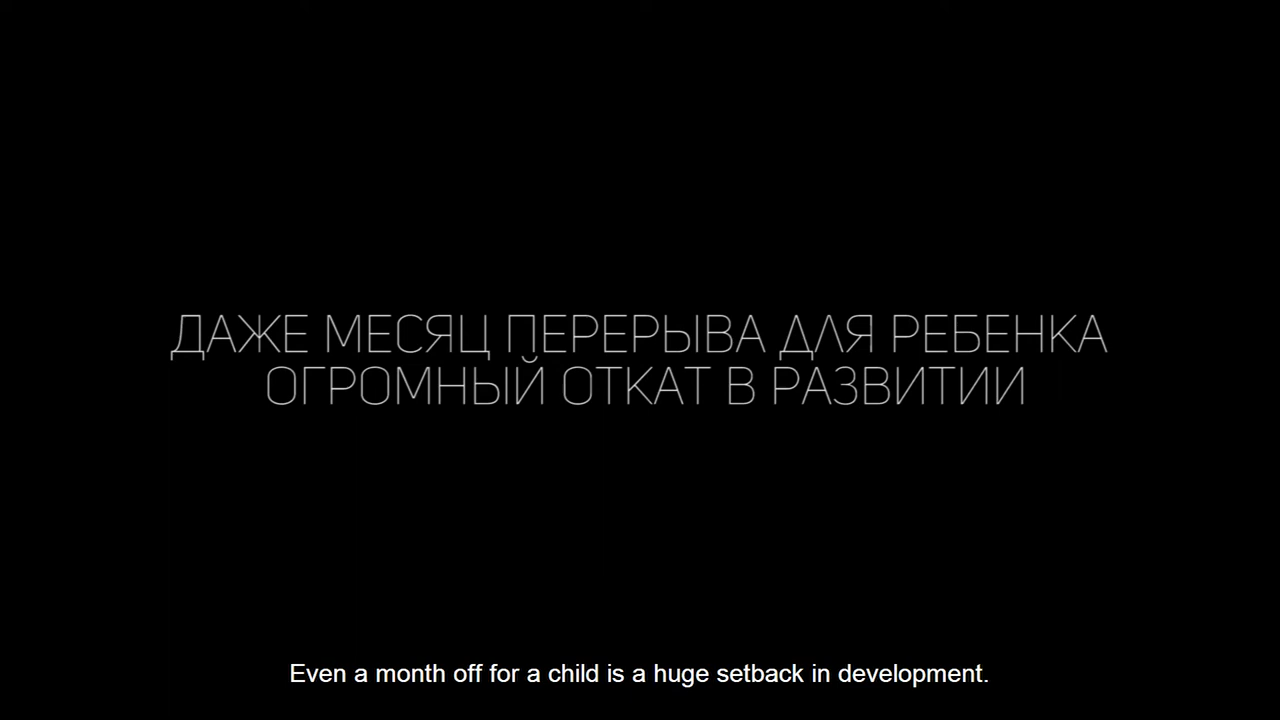 ДАЖЕ МЕСЯЦ ПЕРЕРЫВА ДЛЯ РЕБЕНКА
ОГРОМНЫЙ ОТКАТ В РАЗВИТИИ
Even a month off for a child is a huge setback in development.